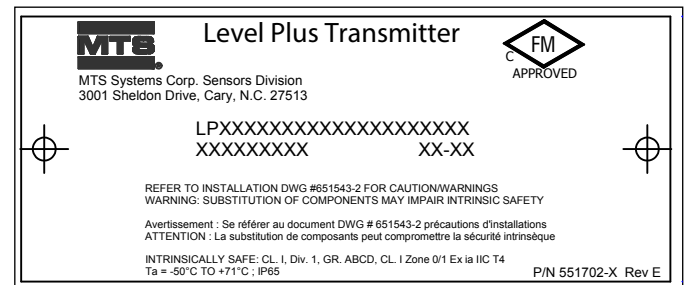 MTS
Level Plus Transmitter
C FM
APPROVED
MTS Systems Corp. Sensors Division
3001 Sheldon Drive, Cary, N.C. 27513
LPXXXXXXXXXXXXXXXXXXXXX
XXXXXXXXX XX-XX
REFER TO INSTALLATION DWG #651543-2 FOR CAUTION/WARNINGS
WARNING: SUBSTITUTION OF COMPONENTS MAY IMPAIR INTRINSIC SAFETY
Avertissement : Se référer au document DWG # 651543-2 précautions d'installations
ATTENTION : La substitution de composants peut compromettre la sécurité intrinsèque
INTRINSICALLY SAFE: CL. I, Div. 1, GR. ABCD, CL. I Zone 0/1 Ex ia IIC T4
Ta = -50°C TO +71°C ; IP65
P/N 551702-X Rev E